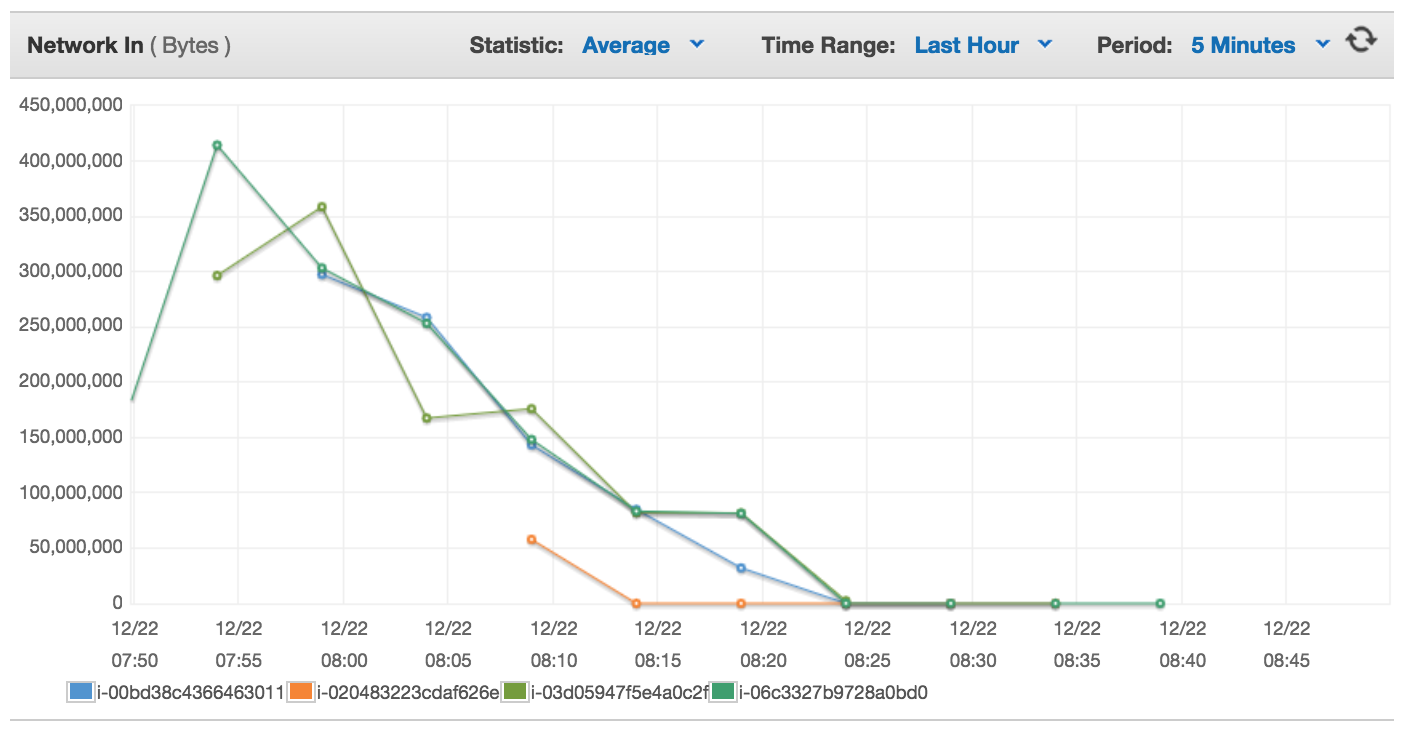 Network In ( Bytes ) Statistic: Average Time Range: Last Hour Period: 5 Minutes
450,000,000
400,000,000
350,000,000
300,000,000
250,000,000
200,000,000
150,000,000
100,000,000
50,000,000
0
12/22 12/22 12/22 12/22 12/22 12/22 12/22 12/22 12/22 12/22 12/22 12/22
07:50 07:55 08:00 08:05 08:10 08:15 08:20 08:25 08:30 08:35 08:40 08:45
i-00bd38c4366463011 i-020483223cdaf626e i-03d05947f5e4a0c2f i-06c3327b9728a0bd0